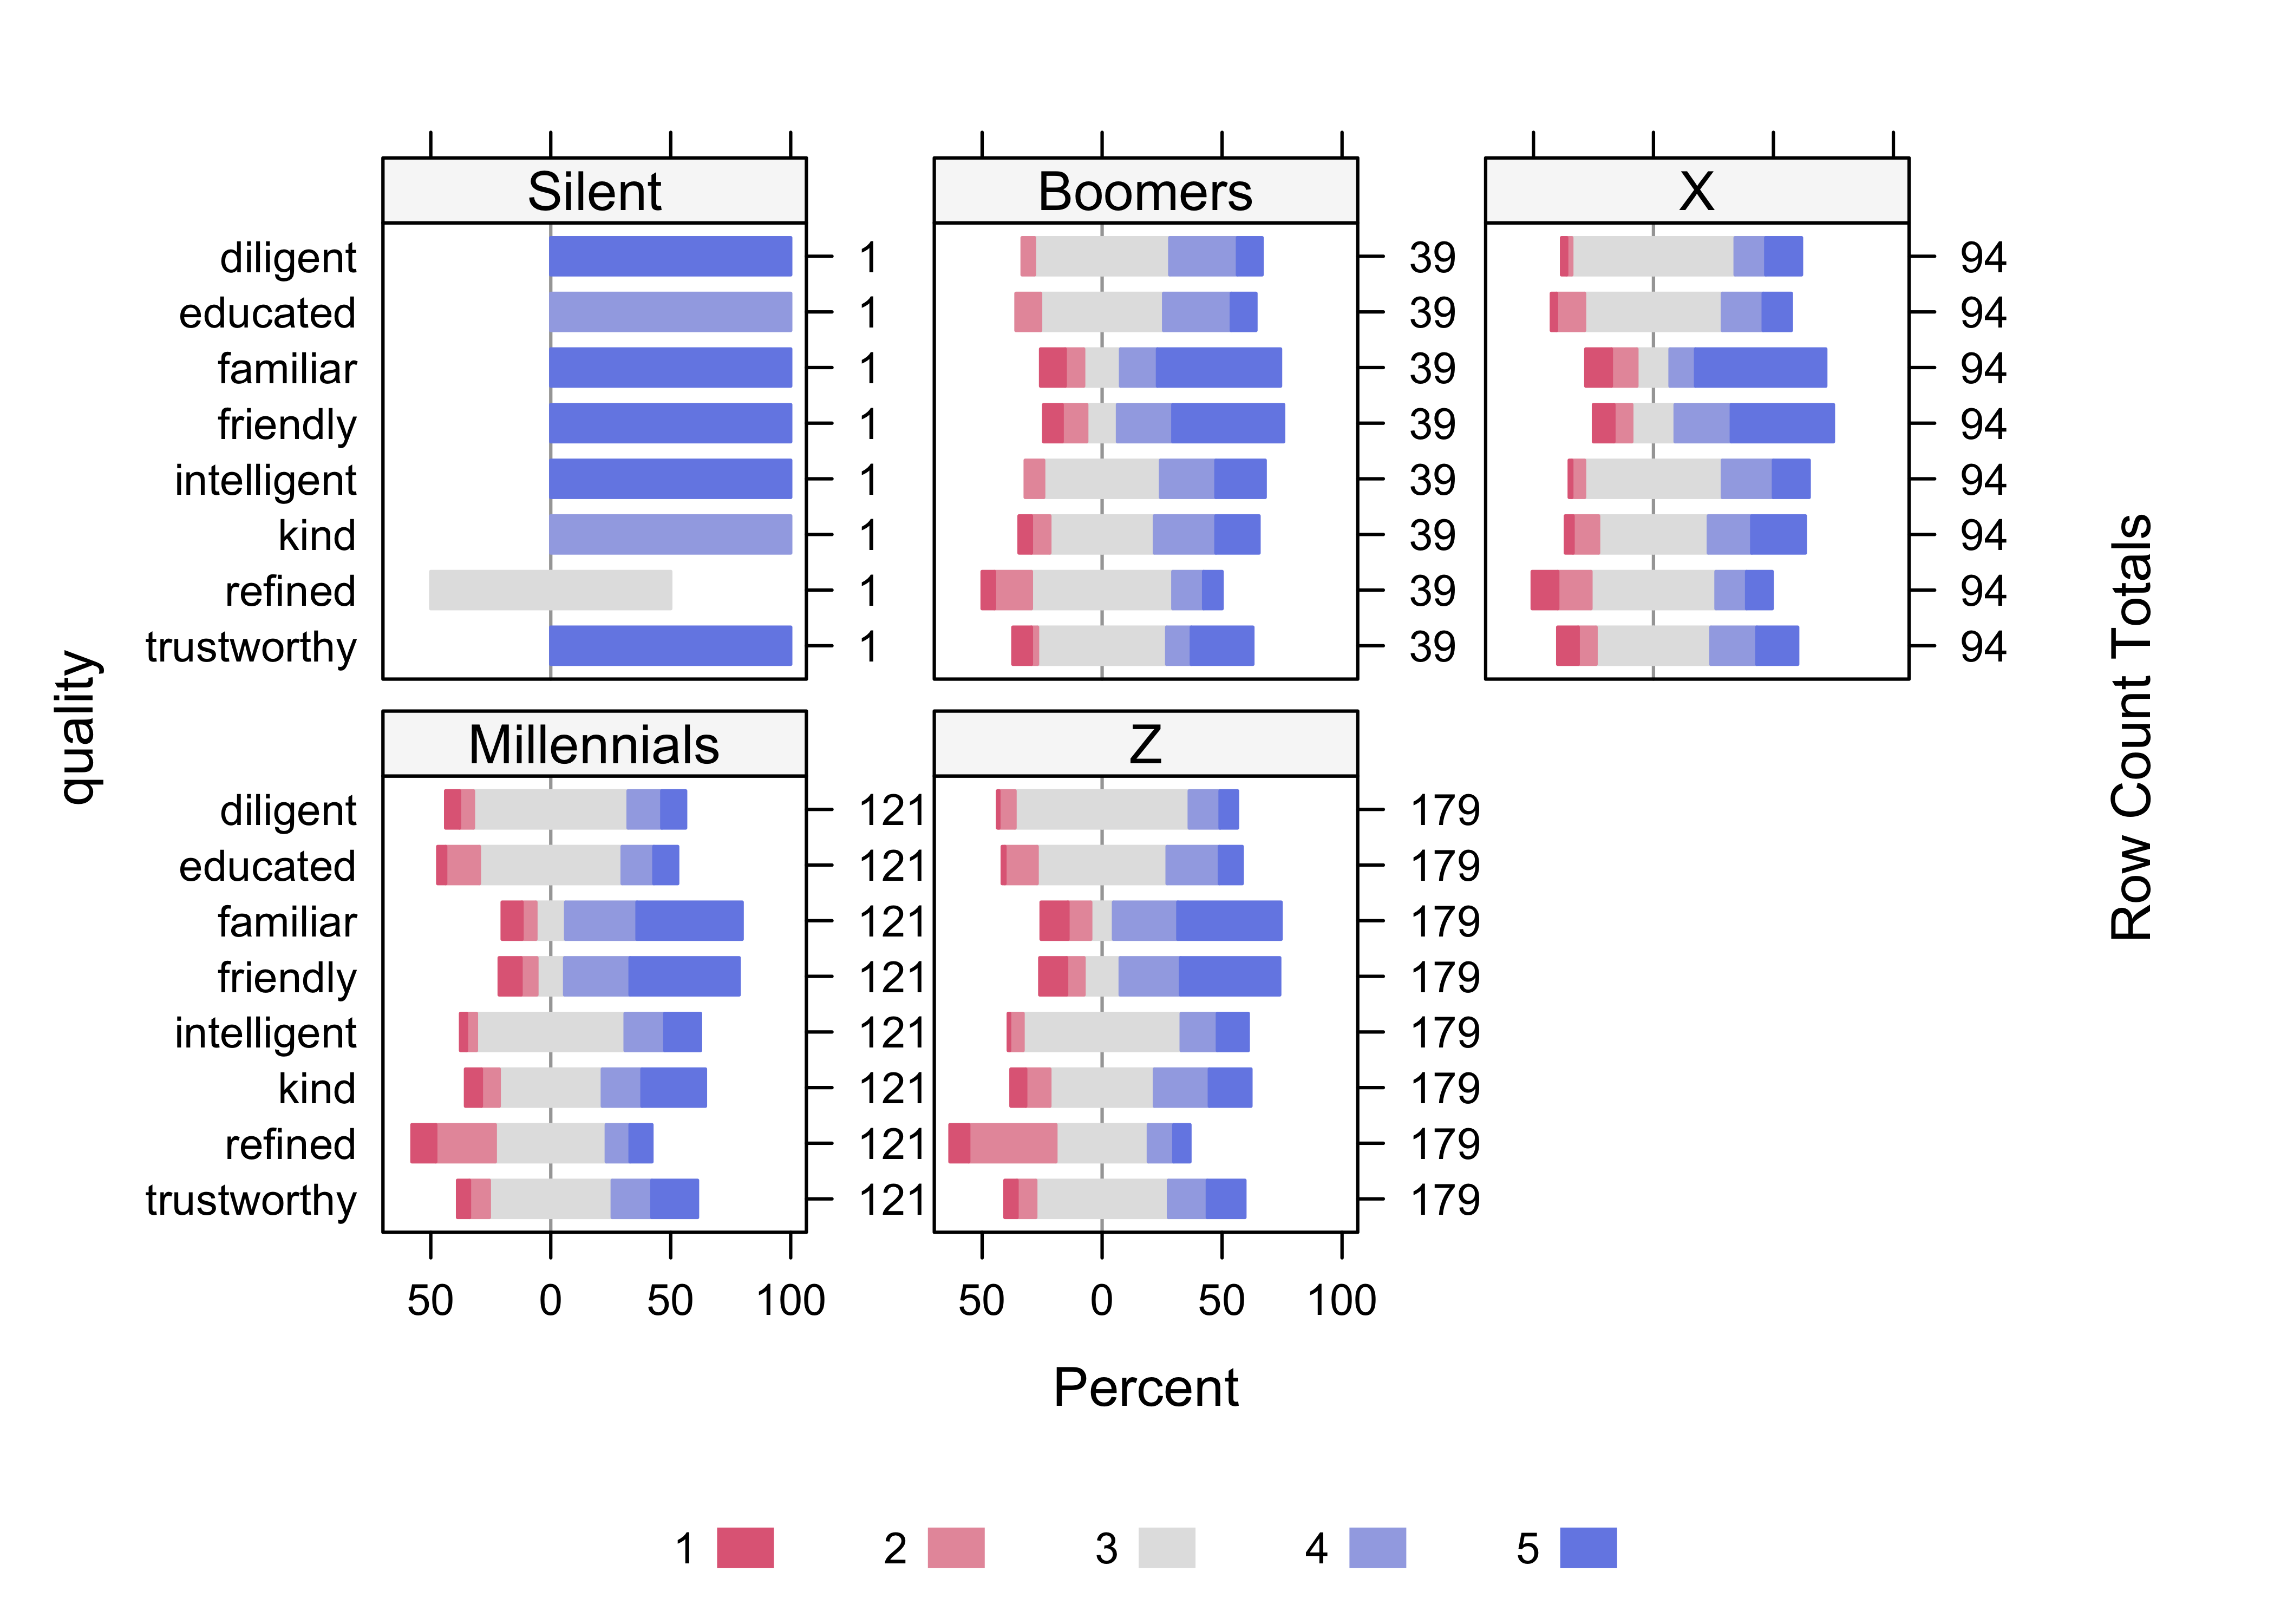 Silent
Boomers
X
diligent 1 39 94
educated 1 39 94
familiar 1 39 94
friendly 1 39 94
intelligent 1 39 94
kind 1 39 94
refined 1 39 94
trustworthy 1 39 94
quality
Row Count Totals
Millennials
Z
diligent 121 179
educated 121 179
familiar 121 179
friendly 121 179
intelligent 121 179
kind 121 179
refined 121 179
trustworthy 121 179
50 0 50 100 50 0 50 100
Percent
1 2 3 4 5